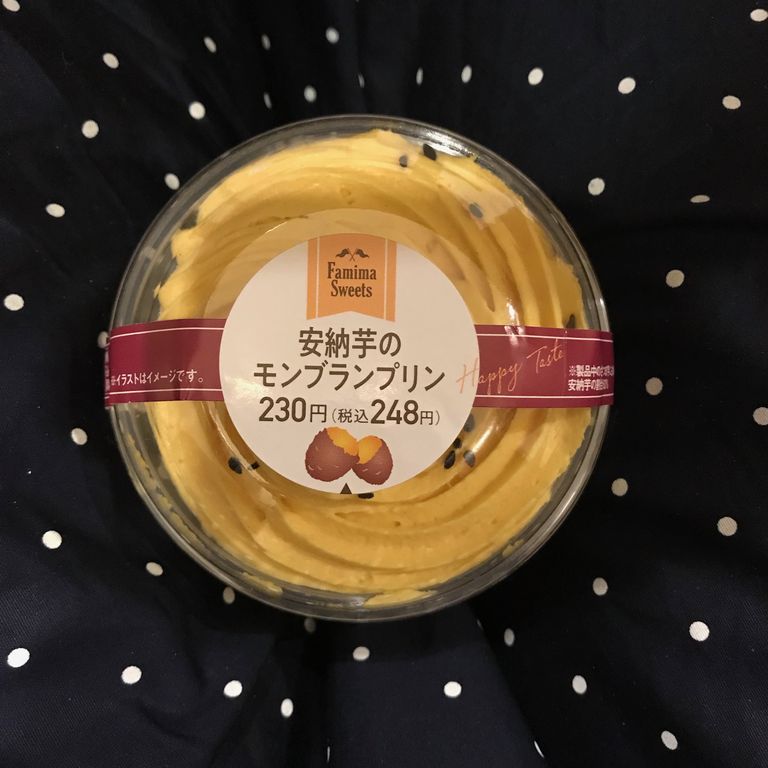 Famima
Sweets
安納芋の
モンブランプリン
230円(税込248円)
※イラストはイメージです。
Happy Taste